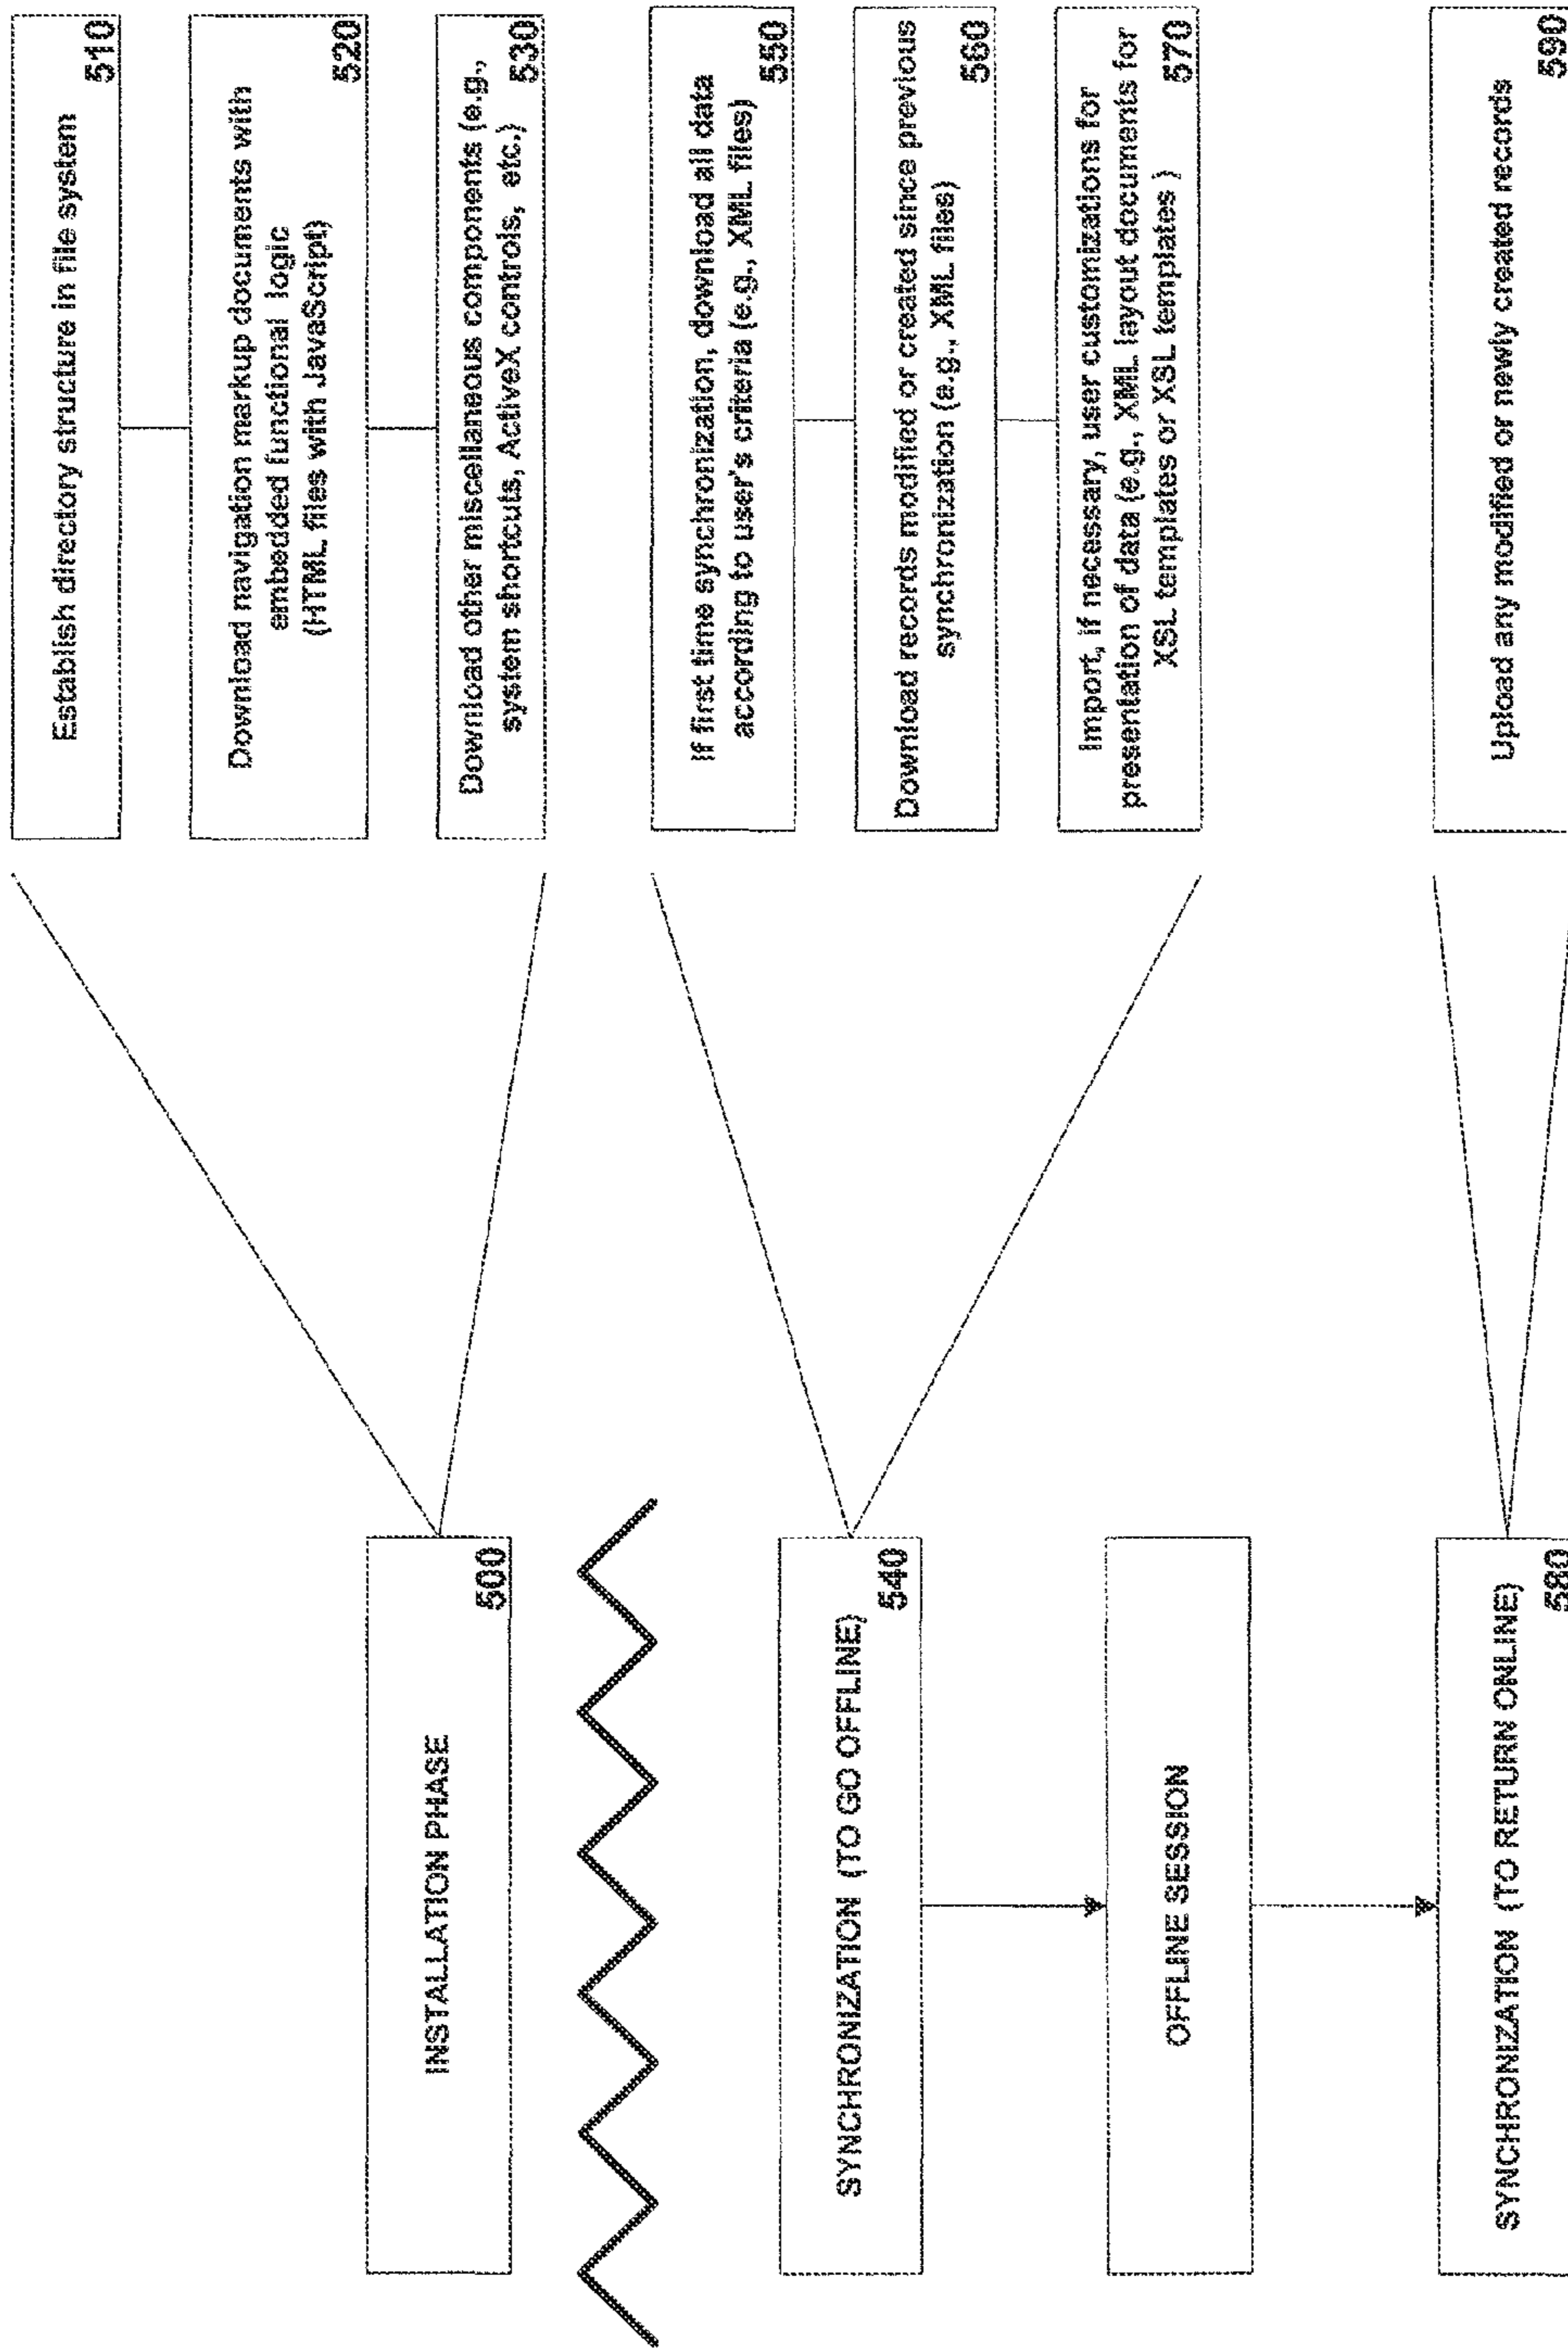 INSTALLATION PHASE
500
Establish directory structure in file system
510
Download navigation markup documents with
embedded functional logic
(HTML files with JavaScript)
520
Download other miscellaneous components (e.g.,
system shortcuts, ActiveX controls, etc.)
530
SYNCHRONIZATION (TO GO OFFLINE)
540
If first time synchronization, download all data
according to user's criteria (e.g., XML files)
550
Download records modified or created since previous
synchronization (e.g., XML files)
560
Import, if necessary, user customizations for
presentation of data (e.g., XML layout documents for
XSL templates or XSL templates )
570
OFFLINE SESSION
SYNCHRONIZATION (TO RETURN ONLINE)
580
Upload any modified or newly created records
590